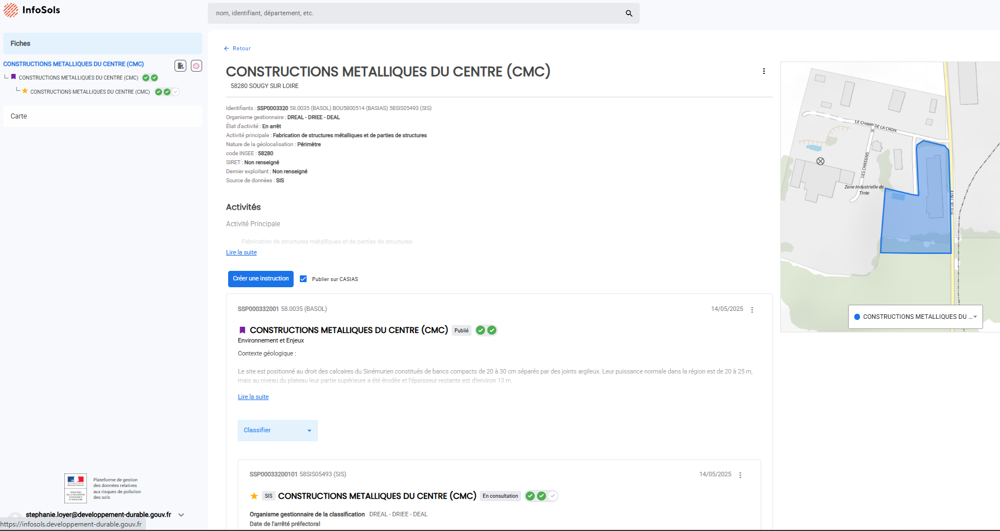 InfoSols
nom, identifiant, département, etc.
Fiches
CONSTRUCTIONS METALLIQUES DU CENTRE (CMC)
CONSTRUCTIONS METALLIQUES DU CENTRE (CMC)
CONSTRUCTIONS METALLIQUES DU CENTRE (CMC)
Carte
Retour
CONSTRUCTIONS METALLIQUES DU CENTRE (CMC)
58280 SOUGY SUR LOIRE
Identifiants : SSP0003320 58.0035 (BASOL) BOU5800514 (BASIAS) 58SIS05493 (SIS)
Organisme gestionnaire : DREAL - DRIEE - DEAL
État d'activité : En arrêt
Activité principale : Fabrication de structures métalliques et de parties de structures
Nature de la géolocalisation : Périmètre
code INSEE : 58280
SIRET : Non renseigné
Dernier exploitant : Non renseigné
Source de données : SIS
Activités
Activité Principale
Fabrication de structures métalliques et de parties de structures
Lire la suite
Créer une instruction
Publier sur CASIAS
SSP000332001 58.0035 (BASOL)
14/05/2025
CONSTRUCTIONS METALLIQUES DU CENTRE (CMC) Publié
Environnement et Enjeux
Contexte géologique :
Le site est positionné au droit des calcaires du Sinémurien constitués de bancs compacts de 20 à 30 cm séparés par des joints argileux. Leur puissance normale dans la région est de 20 à 25 m,
mais au niveau du plateau leur partie supérieure a été érodée et l'épaisseur restante est d'environ 13 m.
Lire la suite
Classifier
SSP00033200101 58SIS05493 (SIS)
14/05/2025
SIS CONSTRUCTIONS METALLIQUES DU CENTRE (CMC) En consultation
Organisme gestionnaire de la classification DREAL - DRIEE - DEAL
Date de l'arrêté préfectoral
LE CHAMP DE LA CROIX
LES CHASSINS
Zone Industrielle de
Tinte
RTE DE TINTE
CONSTRUCTIONS METALLIQUES DU ...
Plateforme de gestion
des données relatives
aux risques de pollution
des sols
stephanie.loyer@developpement-durable.gouv.fr
https://infosols.developpement-durable.gouv.fr